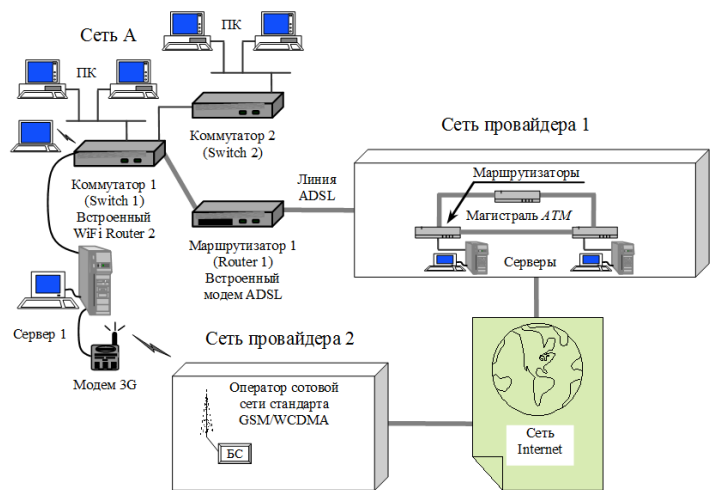 ПК
Сеть А
ПК
Коммутатор 2
(Switch 2)
Сеть провайдера 1
Коммутатор 1
(Switch 1)
Встроенный
WiFi Router 2
Линия
ADSL
Маршрутизаторы
Магистраль ATM
Серверы
Маршрутизатор 1
(Router 1)
Встроенный
модем ADSL
Сервер 1
Модем 3G
Сеть провайдера 2
Оператор сотовой
сети стандарта
GSM/WCDMA
БС
Сеть
Internet